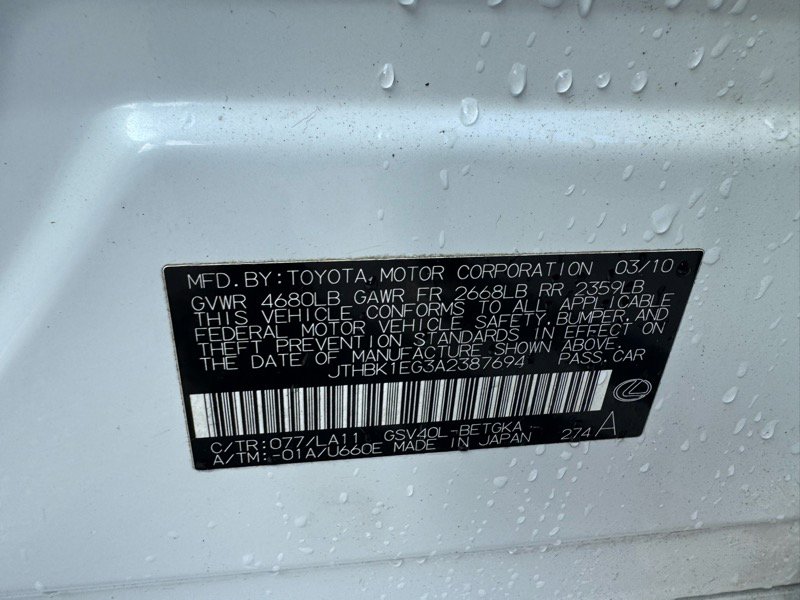 MFD.BY:TOYOTA MOTOR CORPORATION 03/10
GVWR 4680LB GAWR FR 2668LB RR 2359LB
THIS VEHICLE CONFORMS TO ALL APPLICABLE
FEDERAL MOTOR VEHICLE SAFETY, BUMPER, AND
THEFT PREVENTION STANDARDS IN EFFECT ON
THE DATE OF MANUFACTURE SHOWN ABOVE.
JTHBK1EG3A2387694 PASS.CAR
C/TR:077/LA11 GSV40L-BETGKA
A/TM:-01A/U660E MADE IN JAPAN 274 A